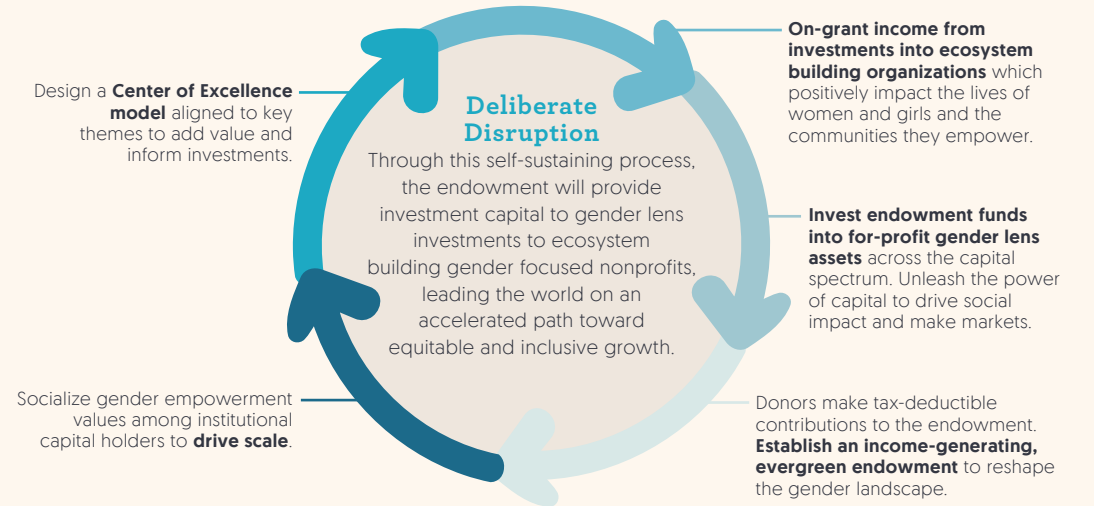 Deliberate
Disruption
Through this self-sustaining process,
the endowment will provide
investment capital to gender lens
investments to ecosystem
building gender focused nonprofits,
leading the world on an
accelerated path toward
equitable and inclusive growth.
On-grant income from
investments into ecosystem
building organizations which
positively impact the lives of
women and girls and the
communities they empower.
Invest endowment funds
into for-profit gender lens
assets across the capital
spectrum. Unleash the power
of capital to drive social
impact and make markets.
Donors make tax-deductible
contributions to the endowment.
Establish an income-generating,
evergreen endowment to reshape
the gender landscape.
Socialize gender empowerment
values among institutional
capital holders to drive scale.
Design a Center of Excellence
model aligned to key
themes to add value and
inform investments.